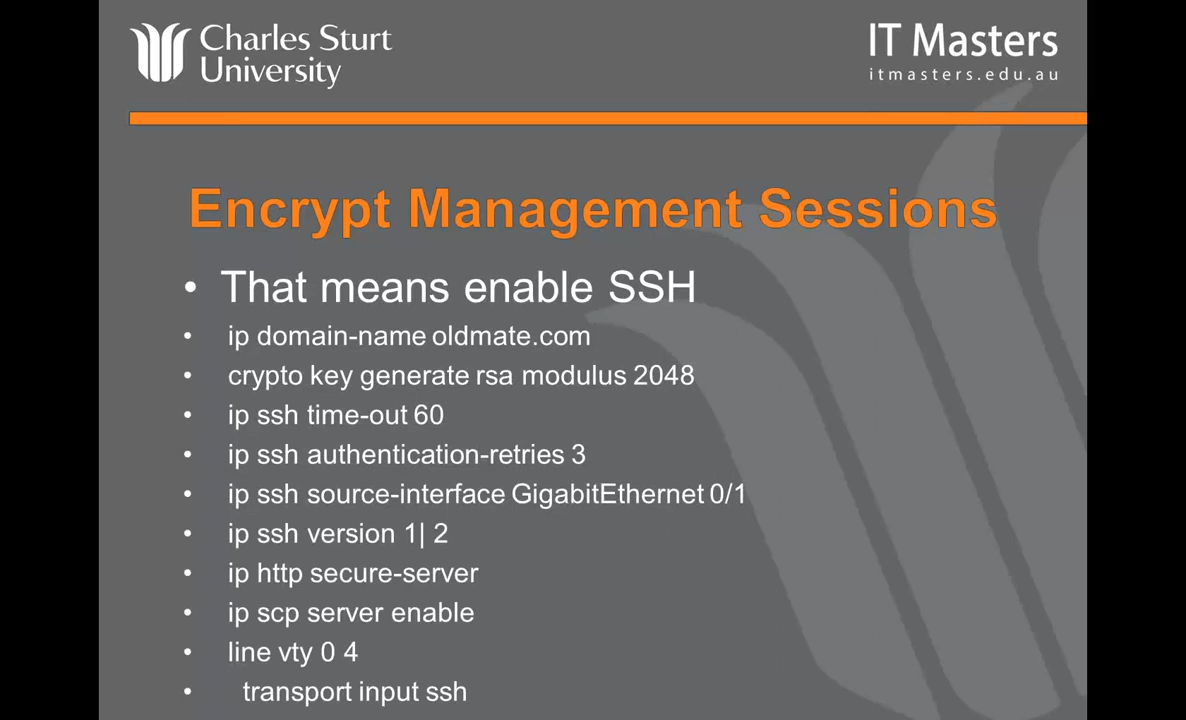 Charles Sturt
University
IT Masters
itmasters.edu.au
Encrypt Management Sessions
• That means enable SSH
• ip domain-name oldmate.com
• crypto key generate rsa modulus 2048
• ip ssh time-out 60
• ip ssh authentication-retries 3
• ip ssh source-interface GigabitEthernet 0/1
• ip ssh version 1| 2
• ip http secure-server
• ip scp server enable
• line vty 0 4
• transport input ssh